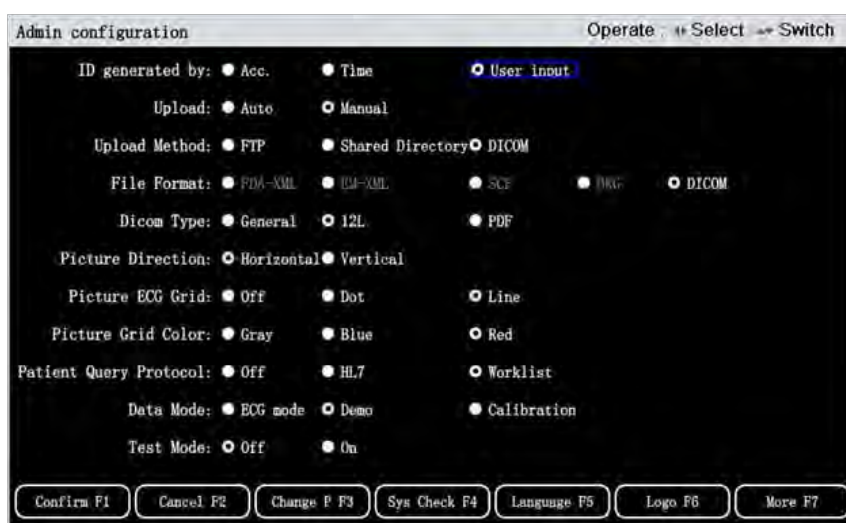 Admin configuration Operate : Select Switch
ID generated by: Acc. Time User input
Upload: Auto Manual
Upload Method: FTP Shared Directory DICOM
File Format: FDA-XML EM-XML SCF DKG DICOM
Dicom Type: General 12L PDF
Picture Direction: Horizontal Vertical
Picture ECG Grid: Off Dot Line
Picture Grid Color: Gray Blue Red
Patient Query Protocol: Off HL7 Worklist
Data Mode: ECG mode Demo Calibration
Test Mode: Off On
Confirm F1 Cancel F2 Change P F3 Sys Check F4 Language F5 Logo F6 More F7